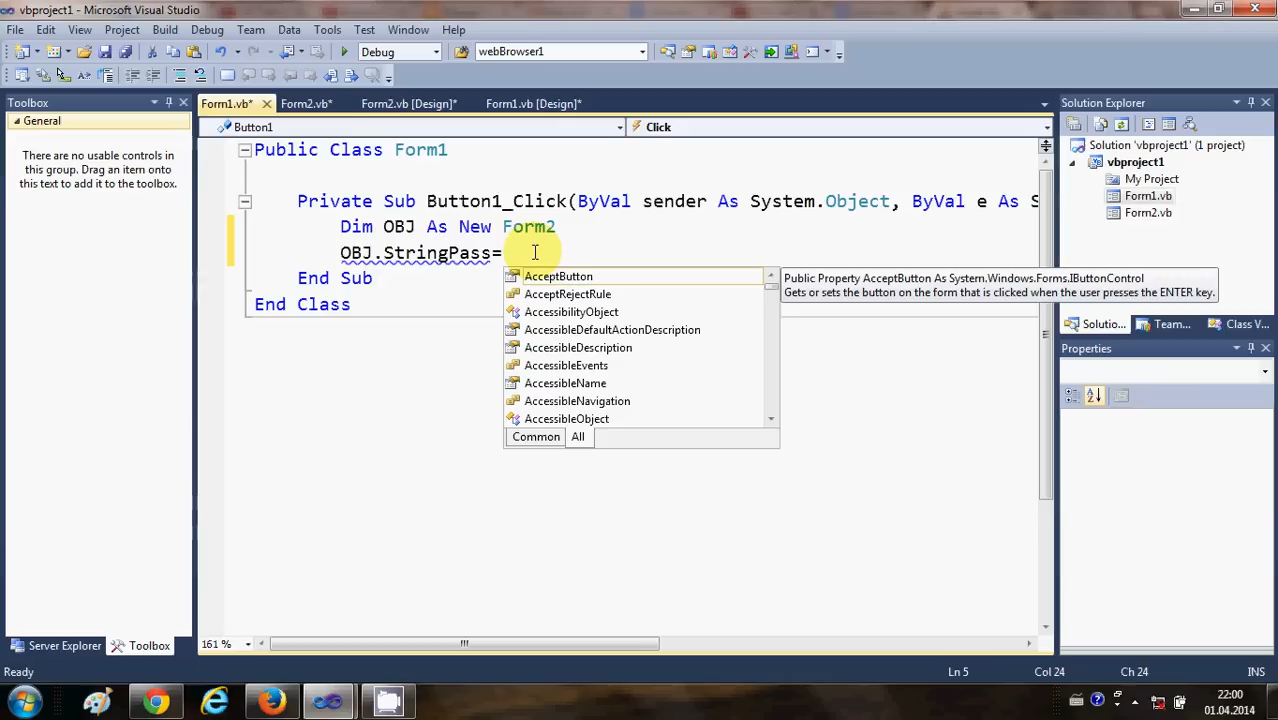 vbproject1 - Microsoft Visual Studio
File Edit View Project Build Debug Team Data Tools Test Window Help
Debug webBrowser1
Toolbox
Form1.vb* Form2.vb* Form2.vb [Design]* Form1.vb [Design]*
Solution Explorer
General
Button1 Click
There are no usable controls in
this group. Drag an item onto
this text to add it to the toolbox.
Public Class Form1
Private Sub Button1_Click(ByVal sender As System.Object, ByVal e As S
Dim OBJ As New Form2
OBJ.StringPass=
End Sub
End Class
AcceptButton
AcceptRejectRule
AccessibilityObject
AccessibleDefaultActionDescription
AccessibleDescription
AccessibleEvents
AccessibleName
AccessibleNavigation
AccessibleObject
Common All
Public Property AcceptButton As System.Windows.Forms.IButtonControl
Gets or sets the button on the form that is clicked when the user presses the ENTER key.
Solution 'vbproject1' (1 project)
vbproject1
My Project
Form1.vb
Form2.vb
Solutio... Team... Class V...
Properties
Server Explorer Toolbox
161 %
Ready Ln 5 Col 24 Ch 24 INS
22:00
01.04.2014